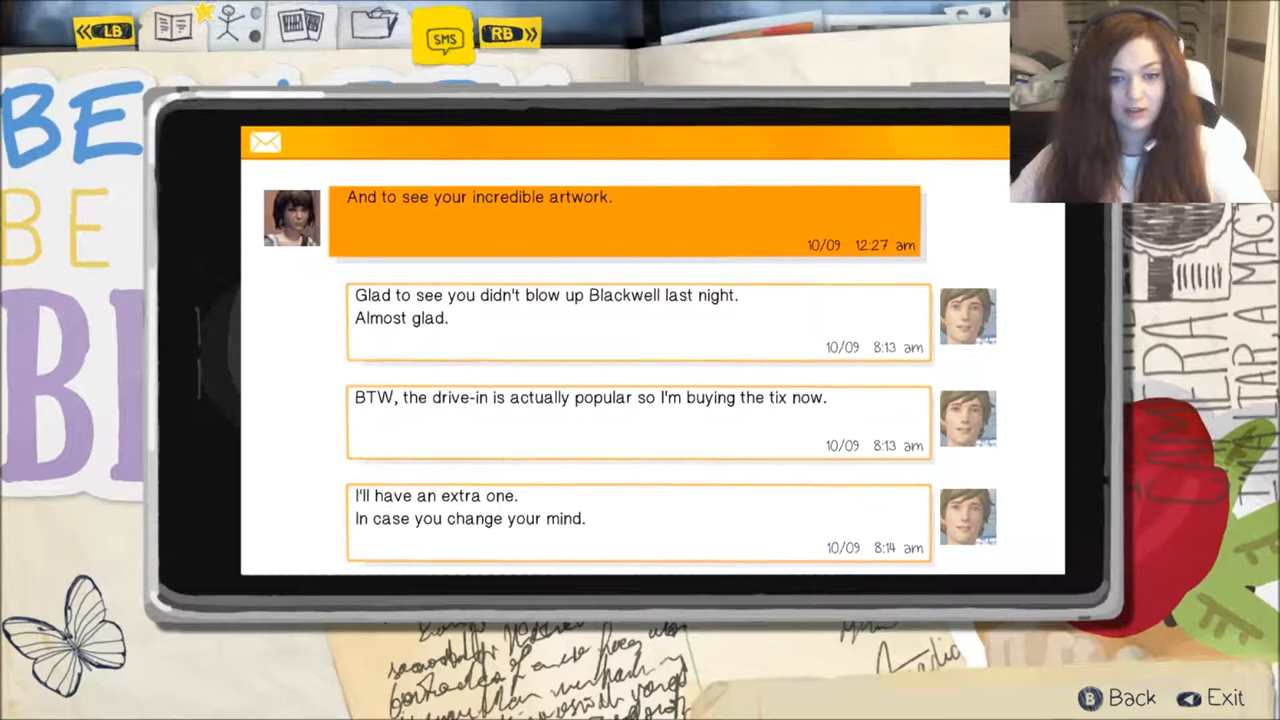 LB
SMS
RB
BE
BE
B
And to see your incredible artwork.
10/09 12:27 am
Glad to see you didn't blow up Blackwell last night.
Almost glad.
10/09 8:13 am
BTW, the drive-in is actually popular so I'm buying the tix now.
10/09 8:13 am
I'll have an extra one.
In case you change your mind.
10/09 8:14 am
CAMERA
B Back
Exit